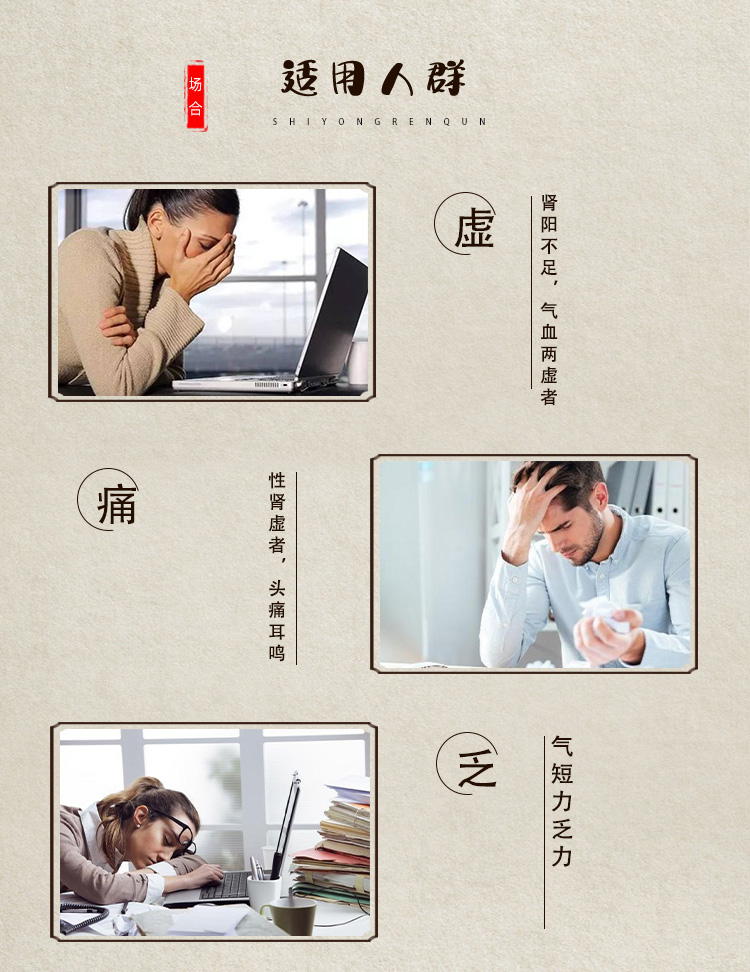 场合
适用人群
SHIYONGRENQUN
虚
肾阳不足，气血两虚者
痛
性肾虚者，头痛耳鸣
乏
气短力乏力